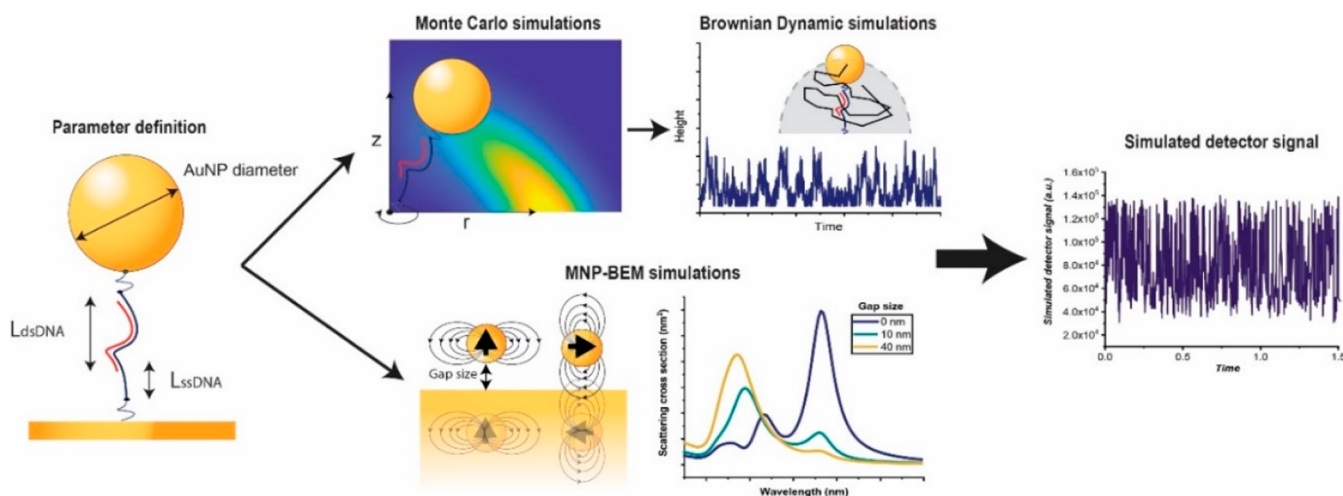 Parameter definition
AuNP diameter
LdsDNA
LssDNA
Monte Carlo simulations
z
r
Brownian Dynamic simulations
Height
Time
MNP-BEM simulations
Gap size
Scattering cross section (nm²)
Gap size
0 nm
10 nm
40 nm
Wavelength (nm)
Simulated detector signal
Simulated detector signal (a.u.)
1.6x10⁵
1.4x10⁵
1.2x10⁵
1.0x10⁵
8.0x10⁴
6.0x10⁴
4.0x10⁴
2.0x10⁴
0.0
0.5
1.0
1.5
Time